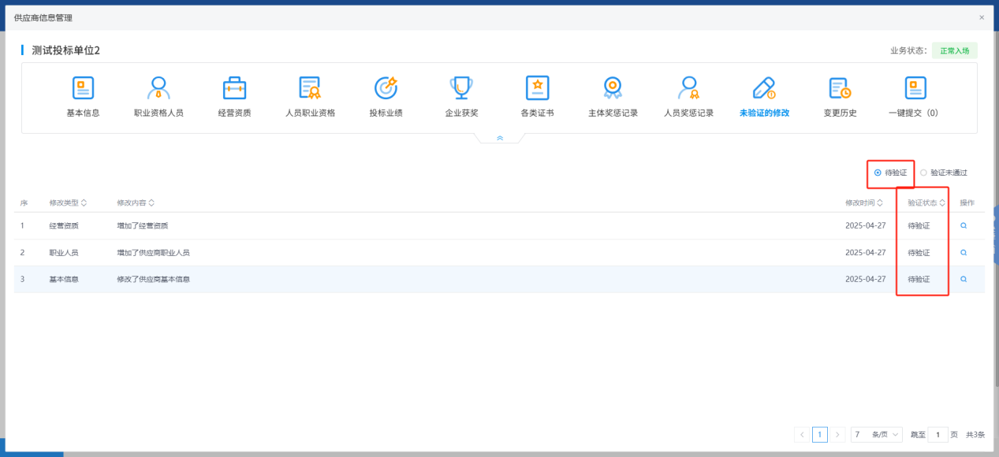 供应商信息管理
测试投标单位2
业务状态： 正常入场
基本信息 职业资格人员 经营资质 人员职业资格 投标业绩 企业获奖 各类证书 主体奖惩记录 人员奖惩记录 未验证的修改 变更历史 一键提交（0）
待验证 验证未通过
序 修改类型 修改内容 修改时间 验证状态 操作
1 经营资质 增加了经营资质 2025-04-27 待验证
2 职业人员 增加了供应商职业人员 2025-04-27 待验证
3 基本信息 修改了供应商基本信息 2025-04-27 待验证
1 7 条/页 跳至 1 页 共3条